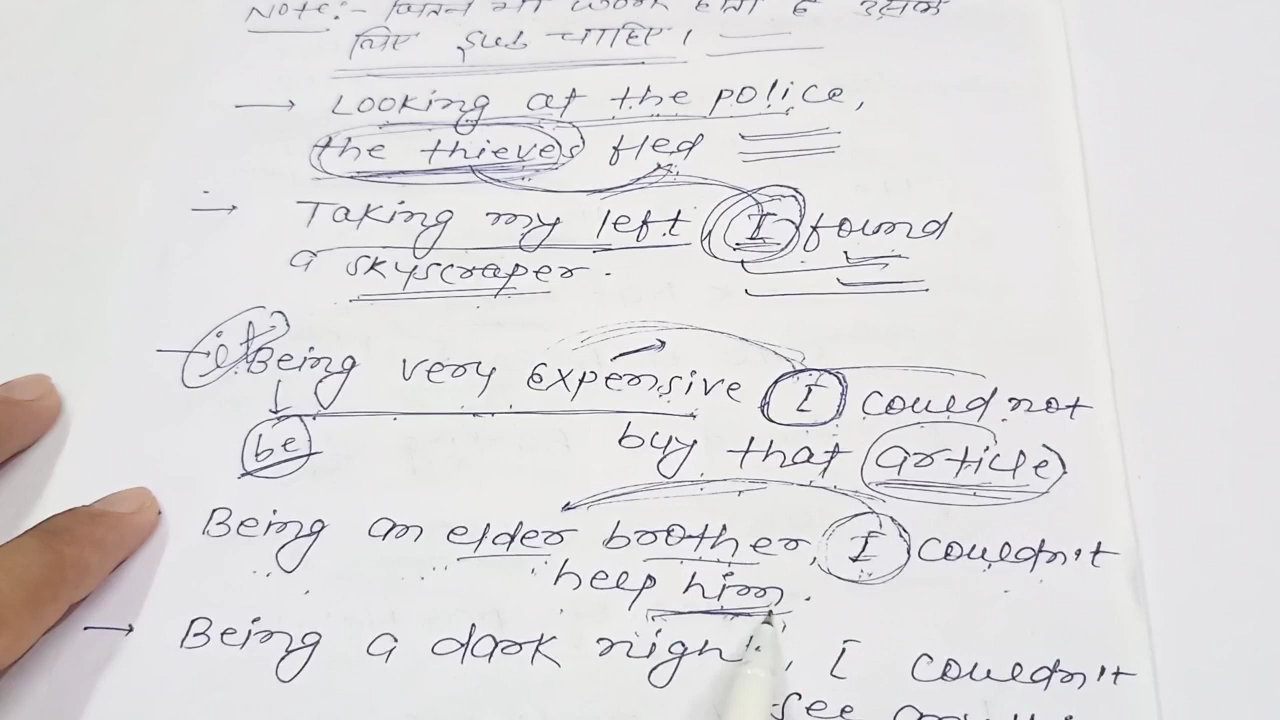 Note:- जितने भी work होता है उसके
लिए sub चाहिए।
→ Looking at the police,
the thieves fled
→ Taking my left I found
a skyscraper.
it Being very expensive I could not
be buy that article
Being an elder brother, I couldn't
help him.
→ Being a dark night, I couldn't
see